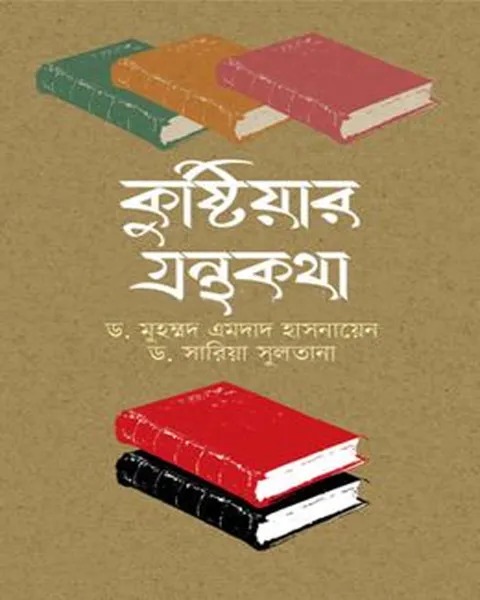 কুষ্টিয়ার
গ্রন্থকথা
ড. মুহম্মদ এমদাদ হাসনায়েন
ড. সারিয়া সুলতানা